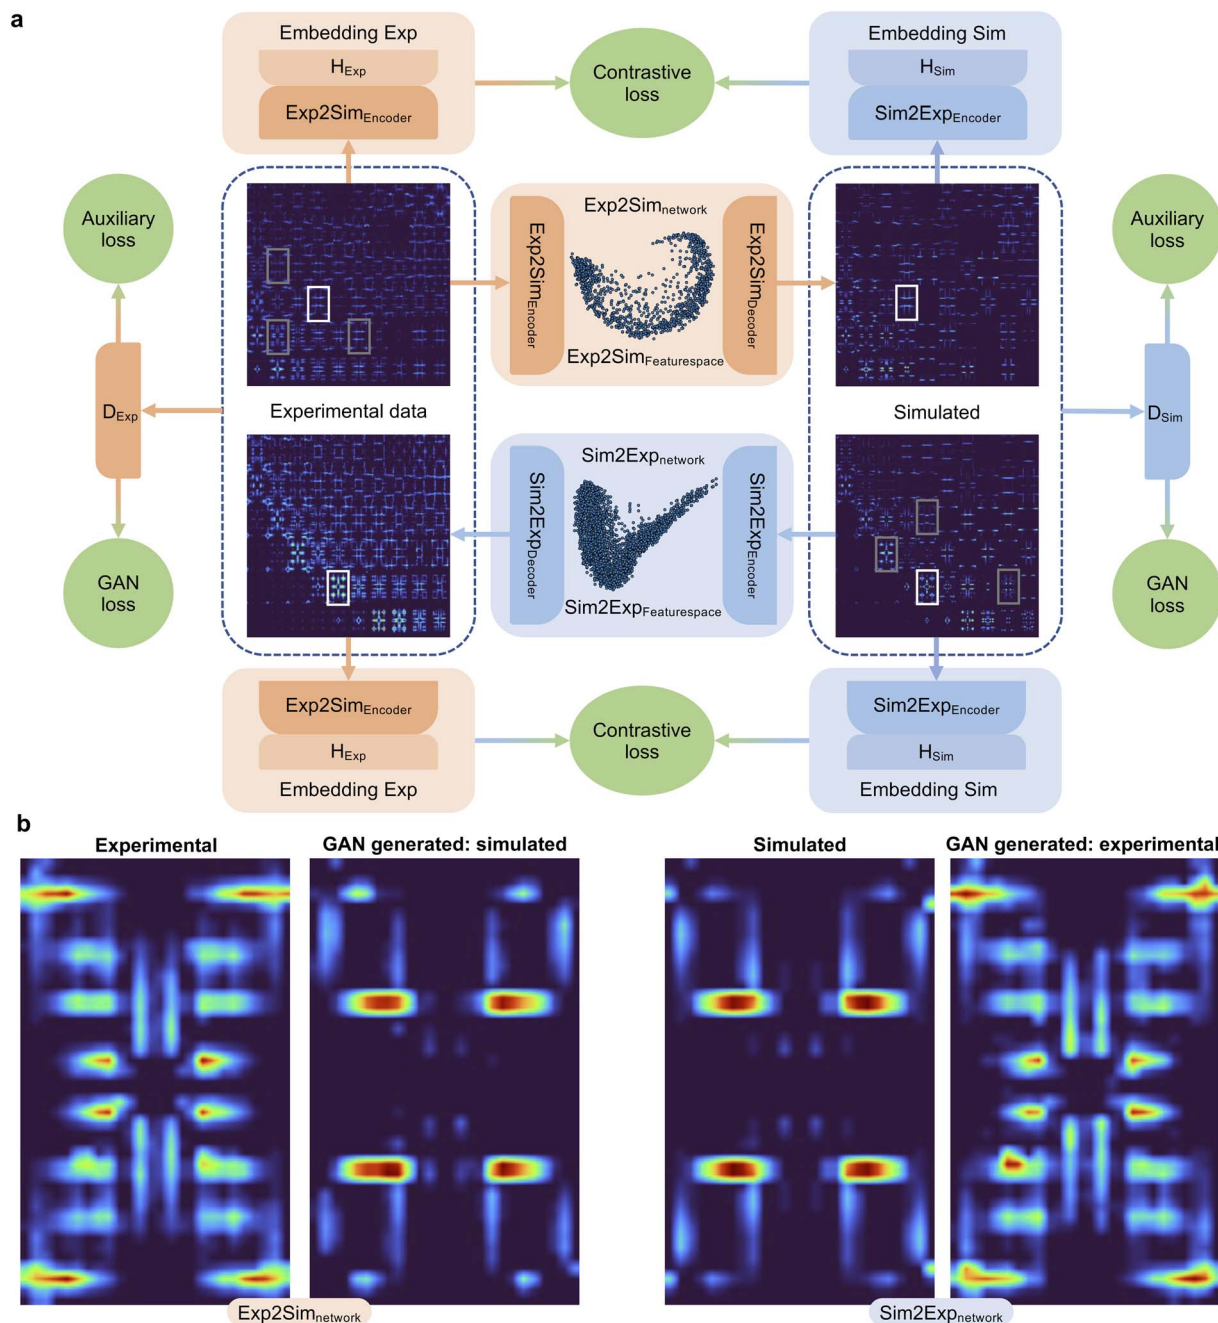 a
Embedding Exp
H_Exp
Exp2Sim_Encoder
Contrastive
loss
Embedding Sim
H_Sim
Sim2Exp_Encoder
Auxiliary
loss
Exp2Sim_network
Exp2Sim_Encoder
Exp2Sim_Decoder
Exp2Sim_Featurespace
Auxiliary
loss
D_Exp
Experimental data
Simulated
D_Sim
GAN
loss
Sim2Exp_network
Sim2Exp_Decoder
Sim2Exp_Encoder
Sim2Exp_Featurespace
GAN
loss
Exp2Sim_Encoder
H_Exp
Embedding Exp
Contrastive
loss
Sim2Exp_Encoder
H_Sim
Embedding Sim
b
Experimental
GAN generated: simulated
Simulated
GAN generated: experimental
Exp2Sim_network
Sim2Exp_network